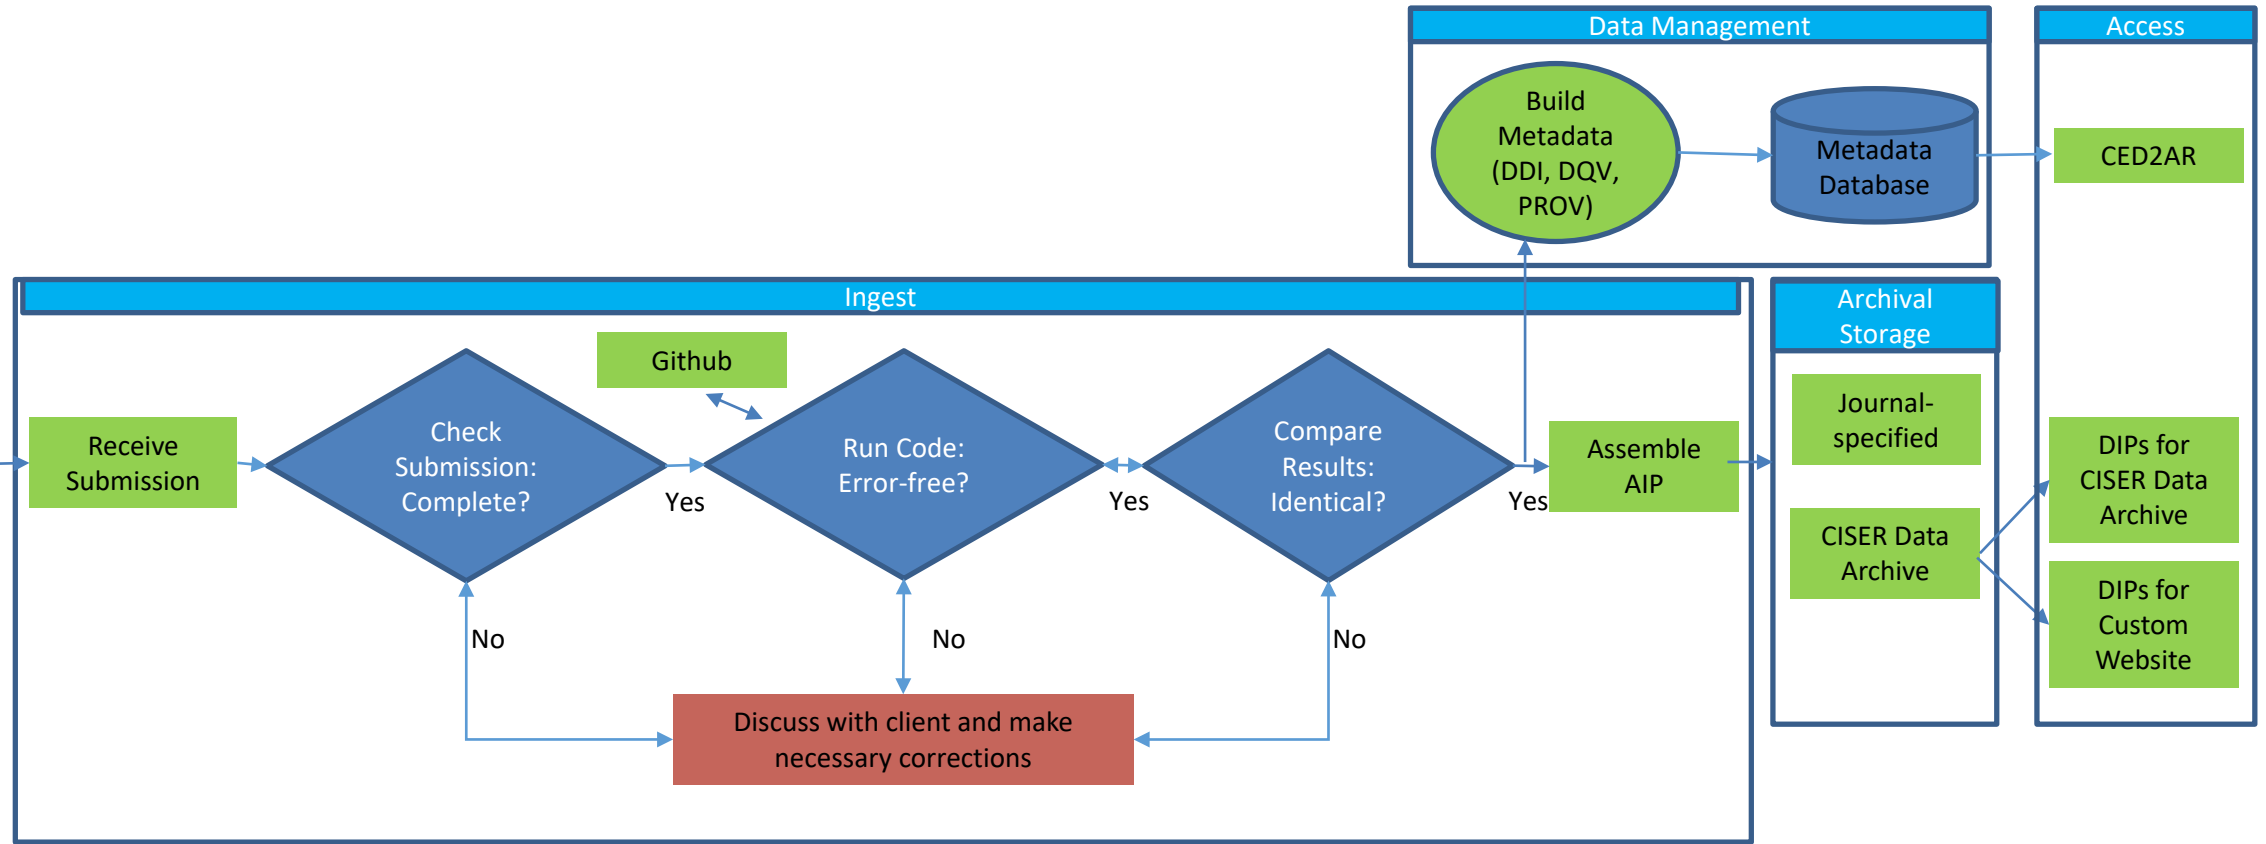 Data Management
Access
Build
Metadata
(DDI, DQV,
PROV)
Metadata
Database
CED2AR
Ingest
Archival
Storage
Github
Receive
Submission
Check
Submission:
Complete?
Yes
Run Code:
Error-free?
Yes
Compare
Results:
Identical?
Yes
Assemble
AIP
Journal-
specified
CISER Data
Archive
DIPs for
CISER Data
Archive
DIPs for
Custom
Website
No
No
No
Discuss with client and make
necessary corrections